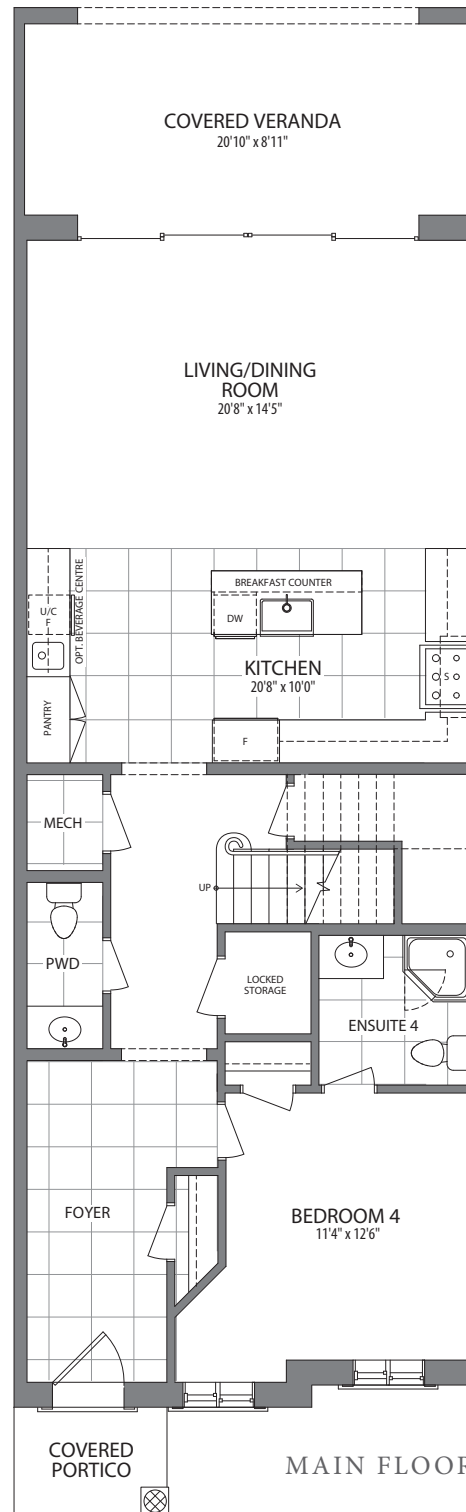 COVERED VERANDA
20'10" x 8'11"
LIVING/DINING
ROOM
20'8" x 14'5"
BREAKFAST COUNTER
U/C
F
OPT. BEVERAGE CENTRE
DW
KITCHEN
20'8" x 10'0"
S
PANTRY
F
MECH
UP
PWD
LOCKED
STORAGE
ENSUITE 4
FOYER
BEDROOM 4
11'4" x 12'6"
COVERED
PORTICO
MAIN FLOOR